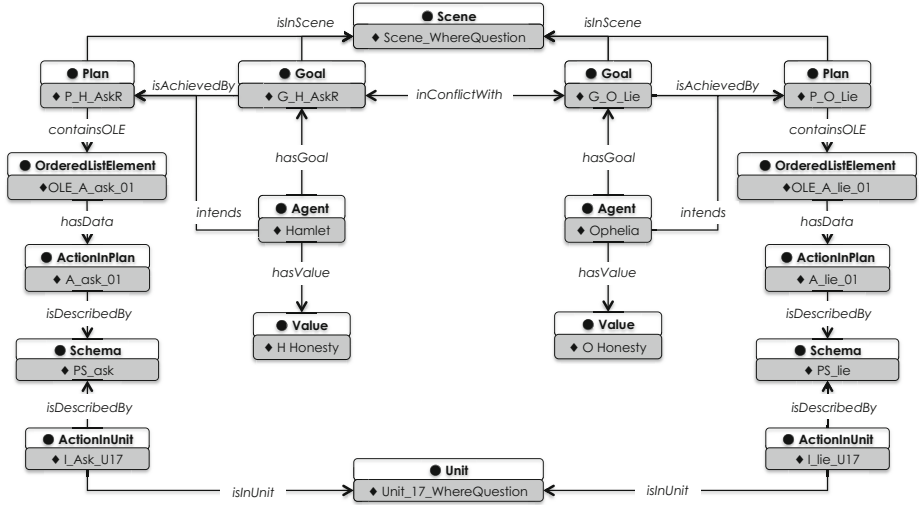 isInScene
● Scene
isInScene
♦ Scene_WhereQuestion
● Plan
● Goal
● Goal
● Plan
isAchievedBy
isAchievedBy
♦ P_H_AskR
♦ G_H_AskR
inConflictWith
♦ G_O_Lie
♦ P_O_Lie
containsOLE
containsOLE
hasGoal
hasGoal
● OrderedListElement
● OrderedListElement
♦OLE_A_ask_01
♦OLE_A_lie_01
● Agent
● Agent
hasData
intends
intends
hasData
♦ Hamlet
♦ Ophelia
● ActionInPlan
● ActionInPlan
hasValue
hasValue
♦ A_ask_01
♦ A_lie_01
isDescribedBy
isDescribedBy
● Value
● Value
● Schema
♦ H Honesty
♦ O Honesty
● Schema
♦ PS_ask
♦ PS_lie
isDescribedBy
isDescribedBy
● ActionInUnit
● ActionInUnit
♦ I_Ask_U17
♦ I_lie_U17
● Unit
isInUnit
♦ Unit_17_WhereQuestion
isInUnit